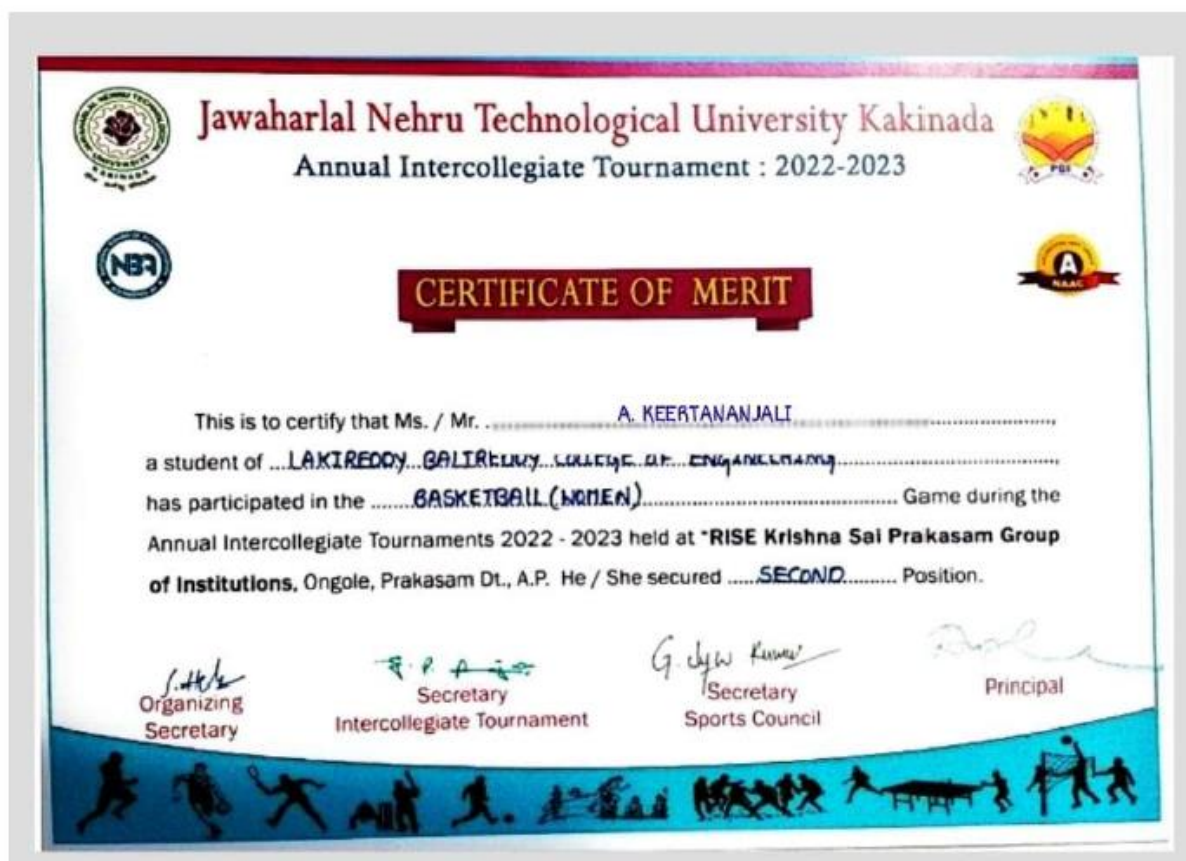 Jawaharlal Nehru Technological University Kakinada
Annual Intercollegiate Tournament : 2022-2023
NBA
PGI
A
NAAC
CERTIFICATE OF MERIT
This is to certify that Ms. / Mr. A. KEERTANANJALI
a student of LAKIREDDY BALIREDDY COLLEGE OF
has participated in the BASKETBALL (WOMEN) Game during the
Annual Intercollegiate Tournaments 2022 - 2023 held at "RISE Krishna Sai Prakasam Group
of Institutions, Ongole, Prakasam Dt., A.P. He / She secured SECOND Position.
Organizing
Secretary
Secretary
Intercollegiate Tournament
Secretary
Sports Council
Principal